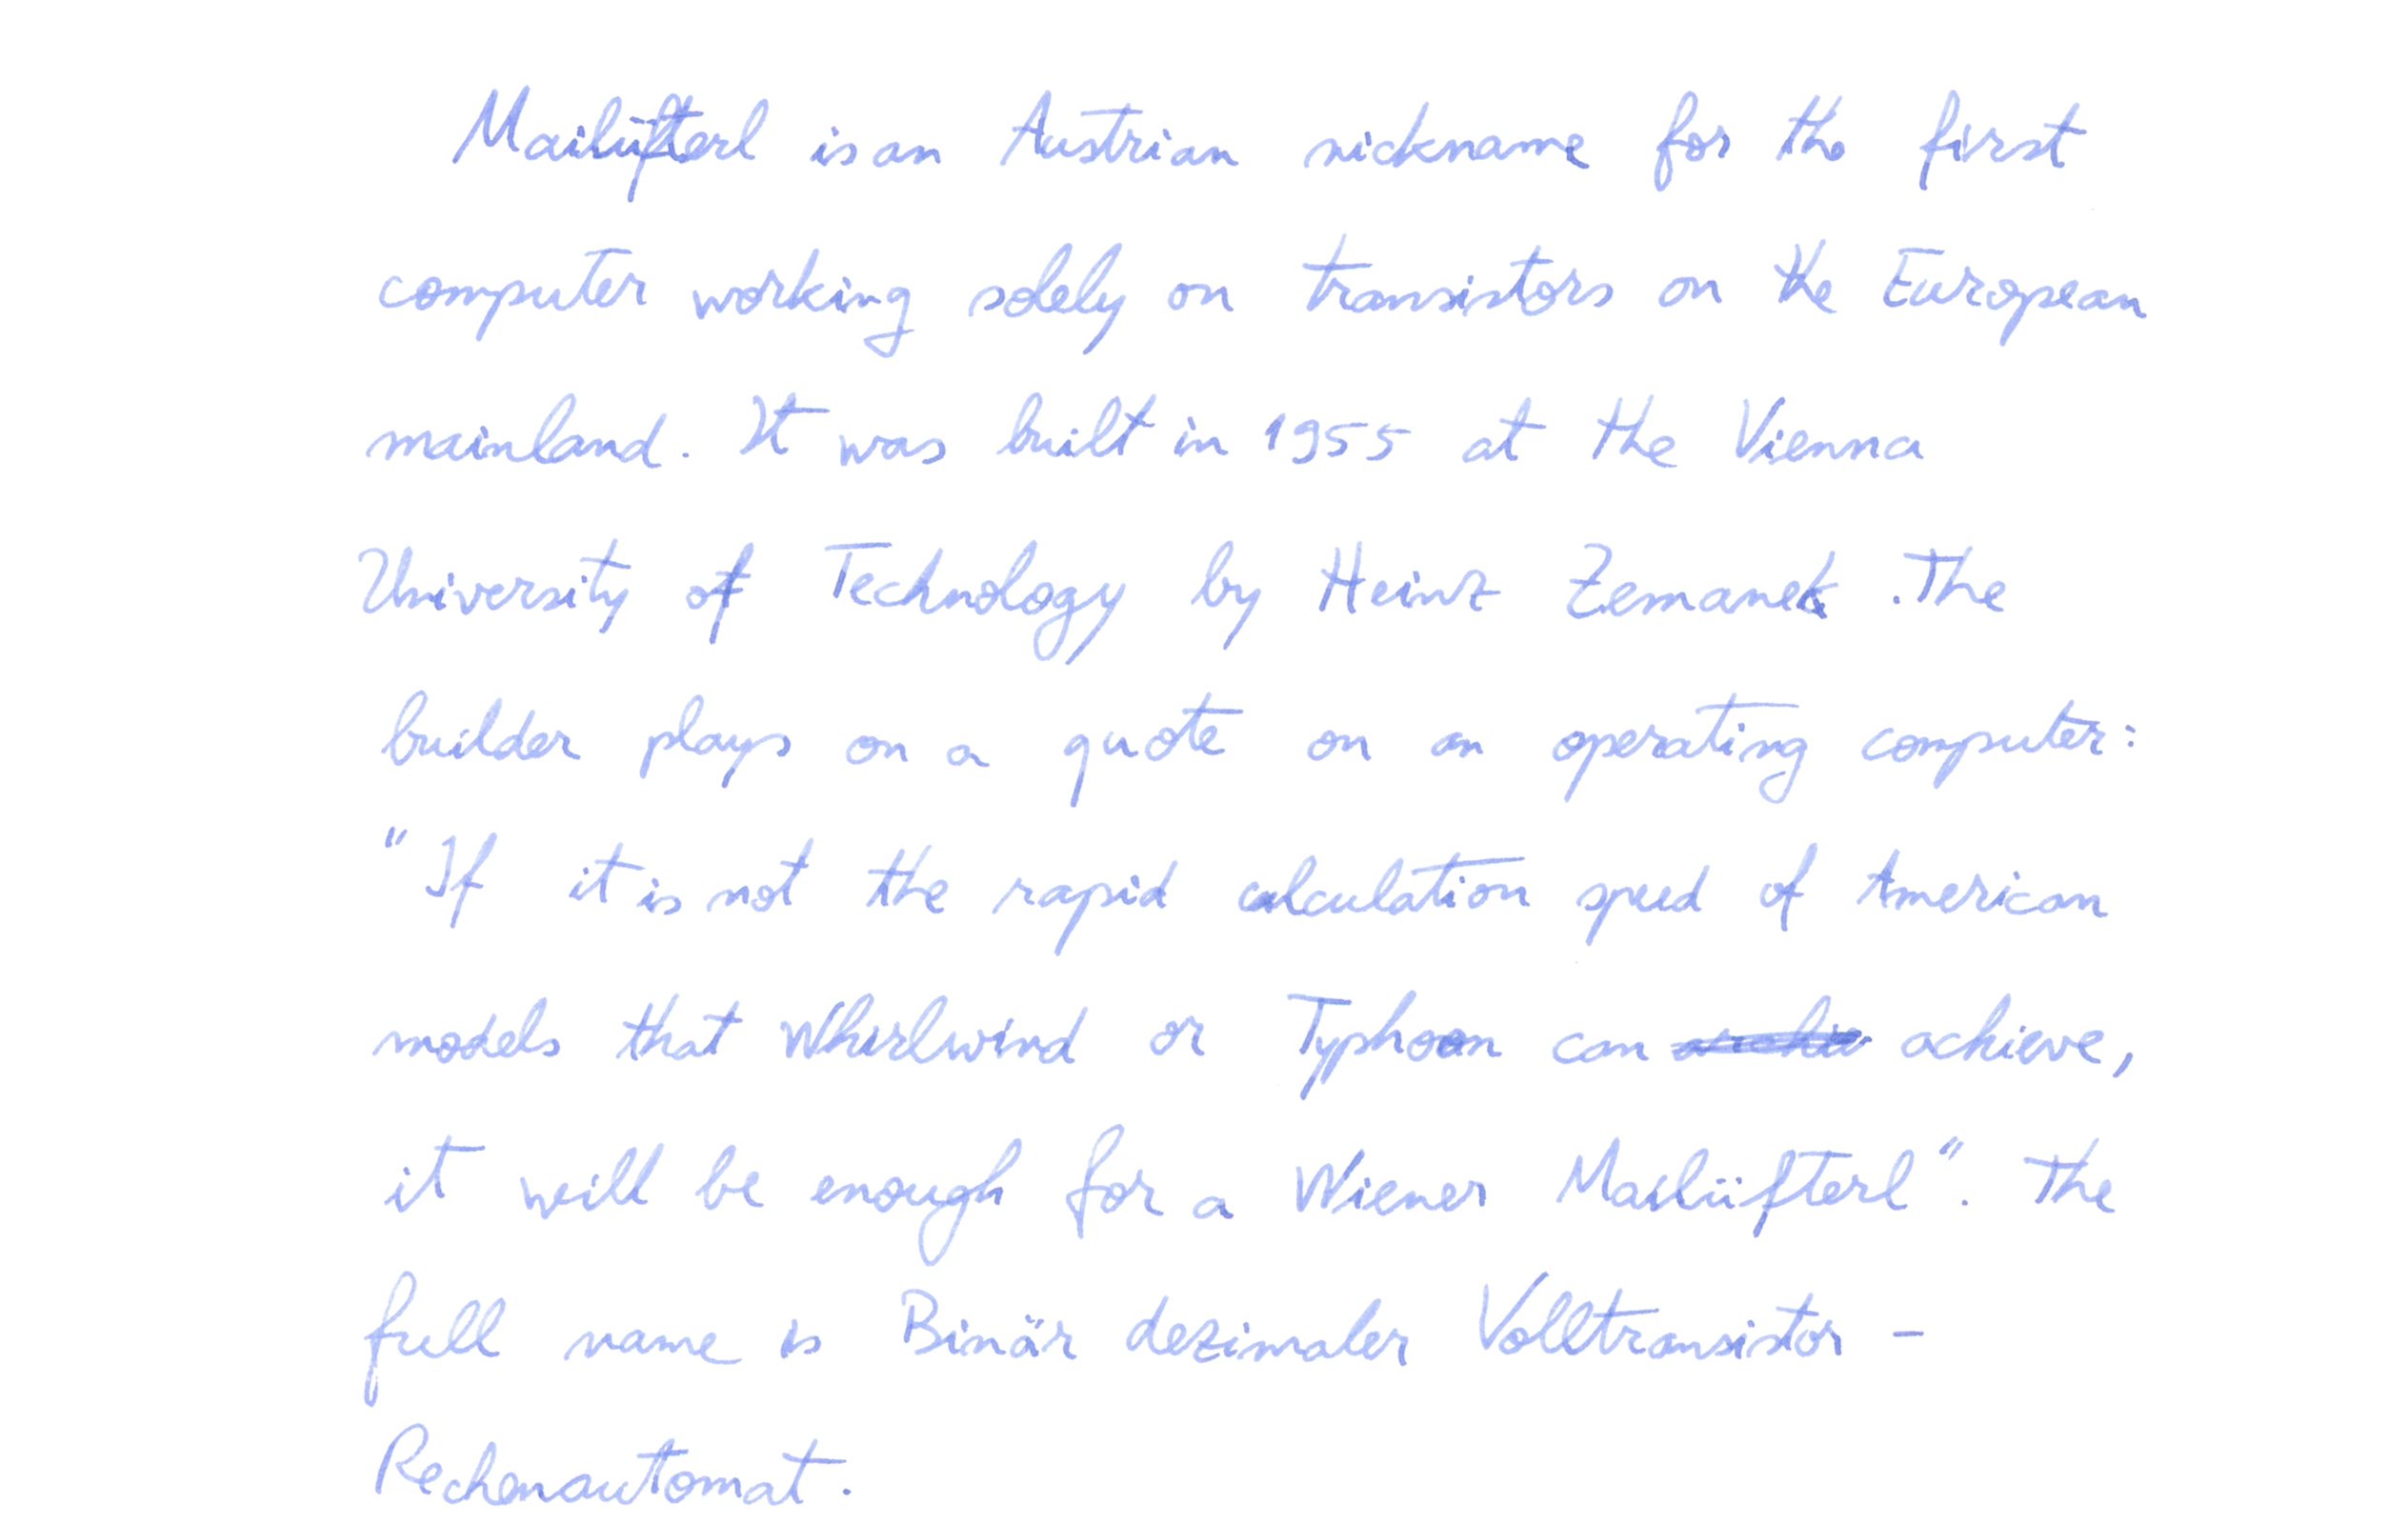 Mailüfterl is an Austrian nickname for the first
computer working solely on transistors on the European
mainland. It was built in 1955 at the Vienna
University of Technology by Heinz Zemanek. The
builder plays on a quote on an operating computer:
"If it is not the rapid calculation speed of American
models that Whirlwind or Typhoon can achieve,
it will be enough for a Wiener Mailüfterl". The
full name is Binär dezimaler Volltransistor -
Rechenautomat.